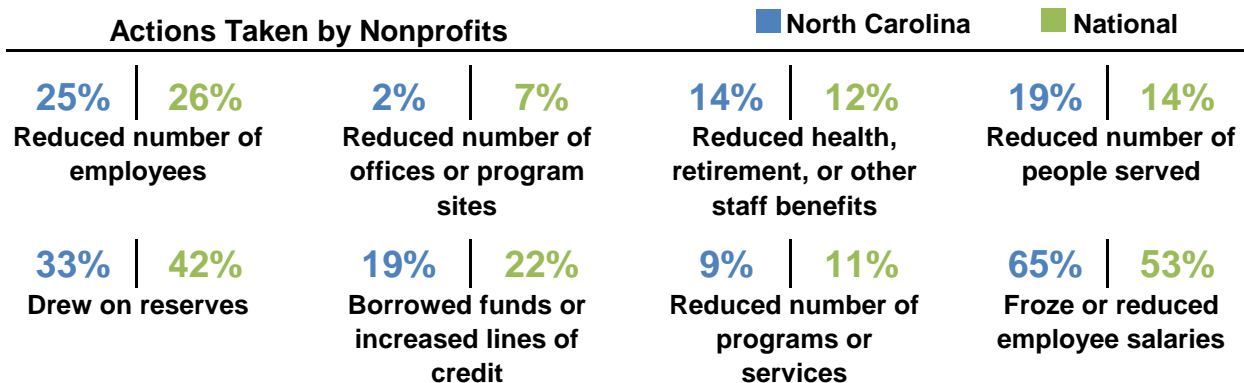 Actions Taken by Nonprofits
North Carolina
National
25% 26%
Reduced number of
employees
2% 7%
Reduced number of
offices or program
sites
14% 12%
Reduced health,
retirement, or other
staff benefits
19% 14%
Reduced number of
people served
33% 42%
Drew on reserves
19% 22%
Borrowed funds or
increased lines of
credit
9% 11%
Reduced number of
programs or
services
65% 53%
Froze or reduced
employee salaries